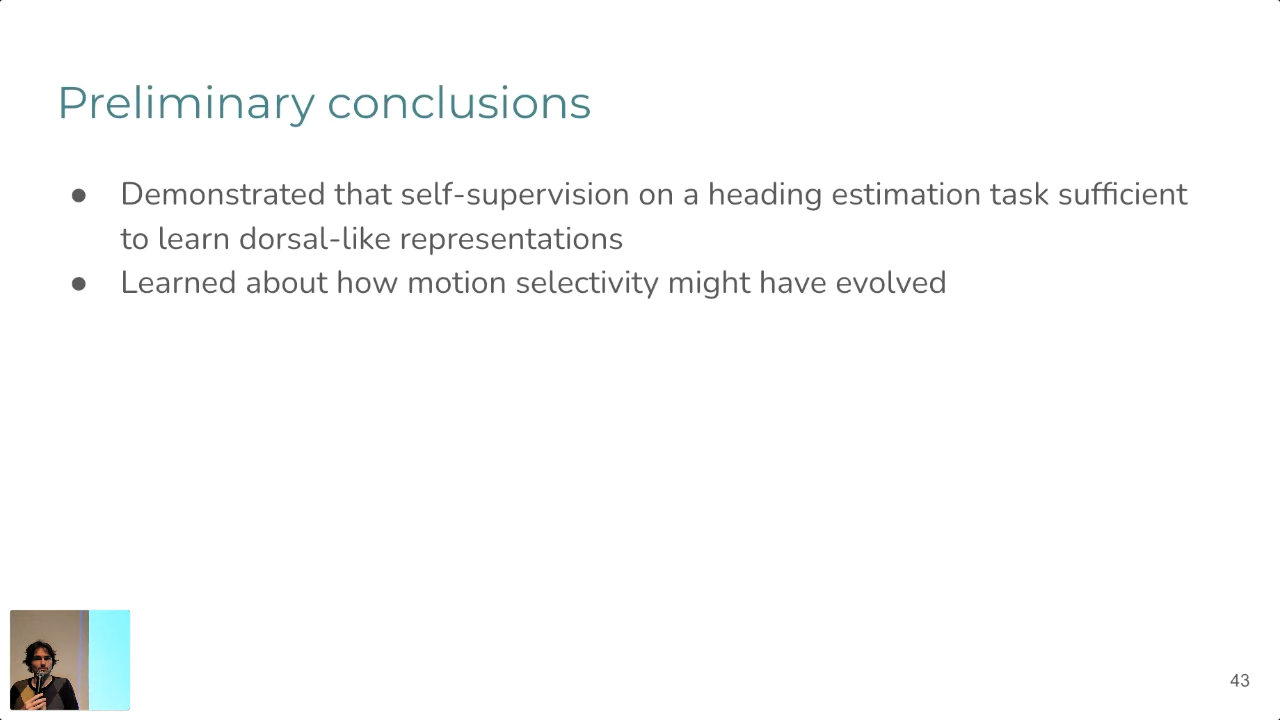 Preliminary conclusions
● Demonstrated that self-supervision on a heading estimation task sufficient
to learn dorsal-like representations
● Learned about how motion selectivity might have evolved
43